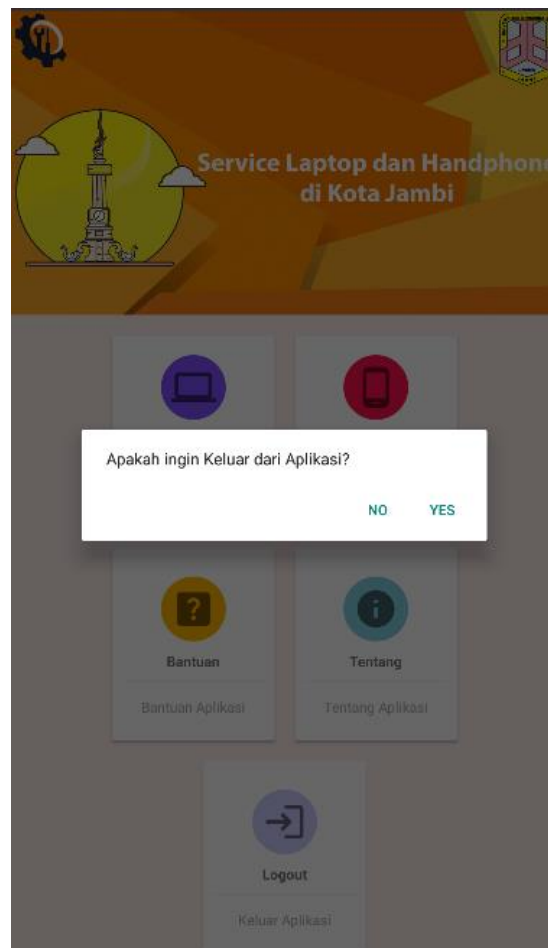 Service Laptop dan Handphone
di Kota Jambi
Apakah ingin Keluar dari Aplikasi?
NO YES
Bantuan Tentang
Bantuan Aplikasi Tentang Aplikasi
Logout
Keluar Aplikasi